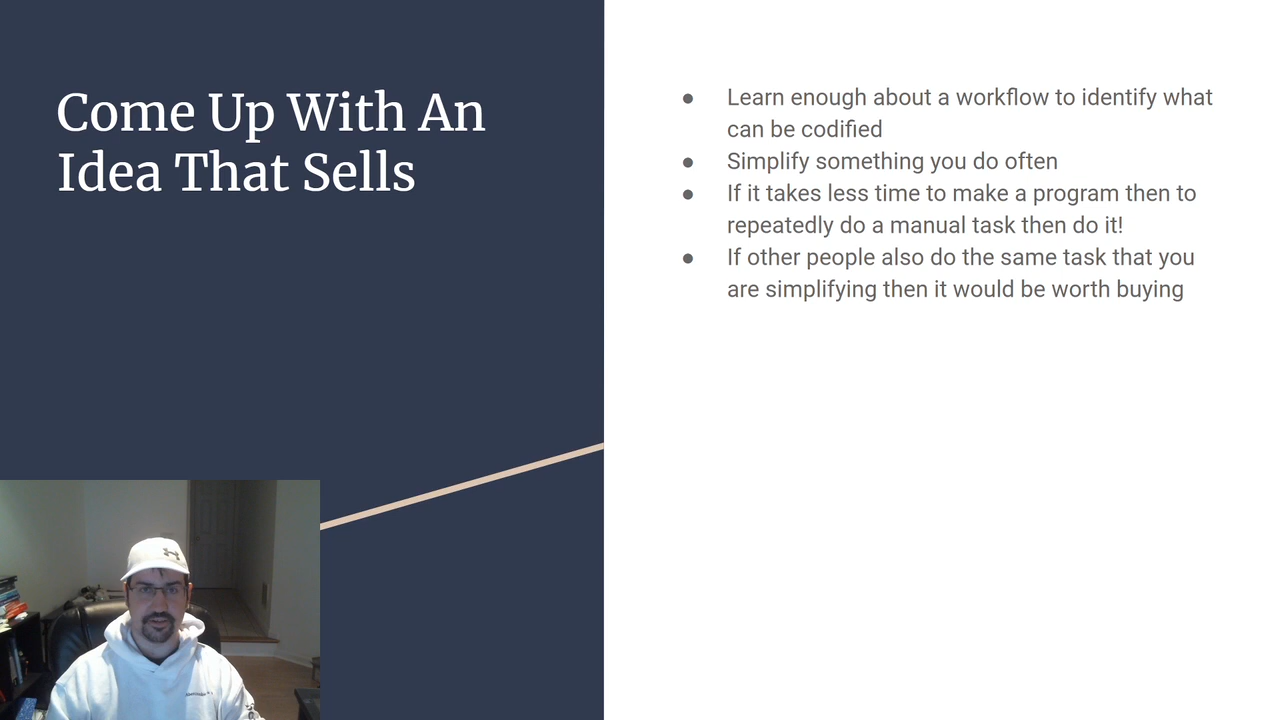 Come Up With An
Idea That Sells
● Learn enough about a workflow to identify what
can be codified
● Simplify something you do often
● If it takes less time to make a program then to
repeatedly do a manual task then do it!
● If other people also do the same task that you
are simplifying then it would be worth buying